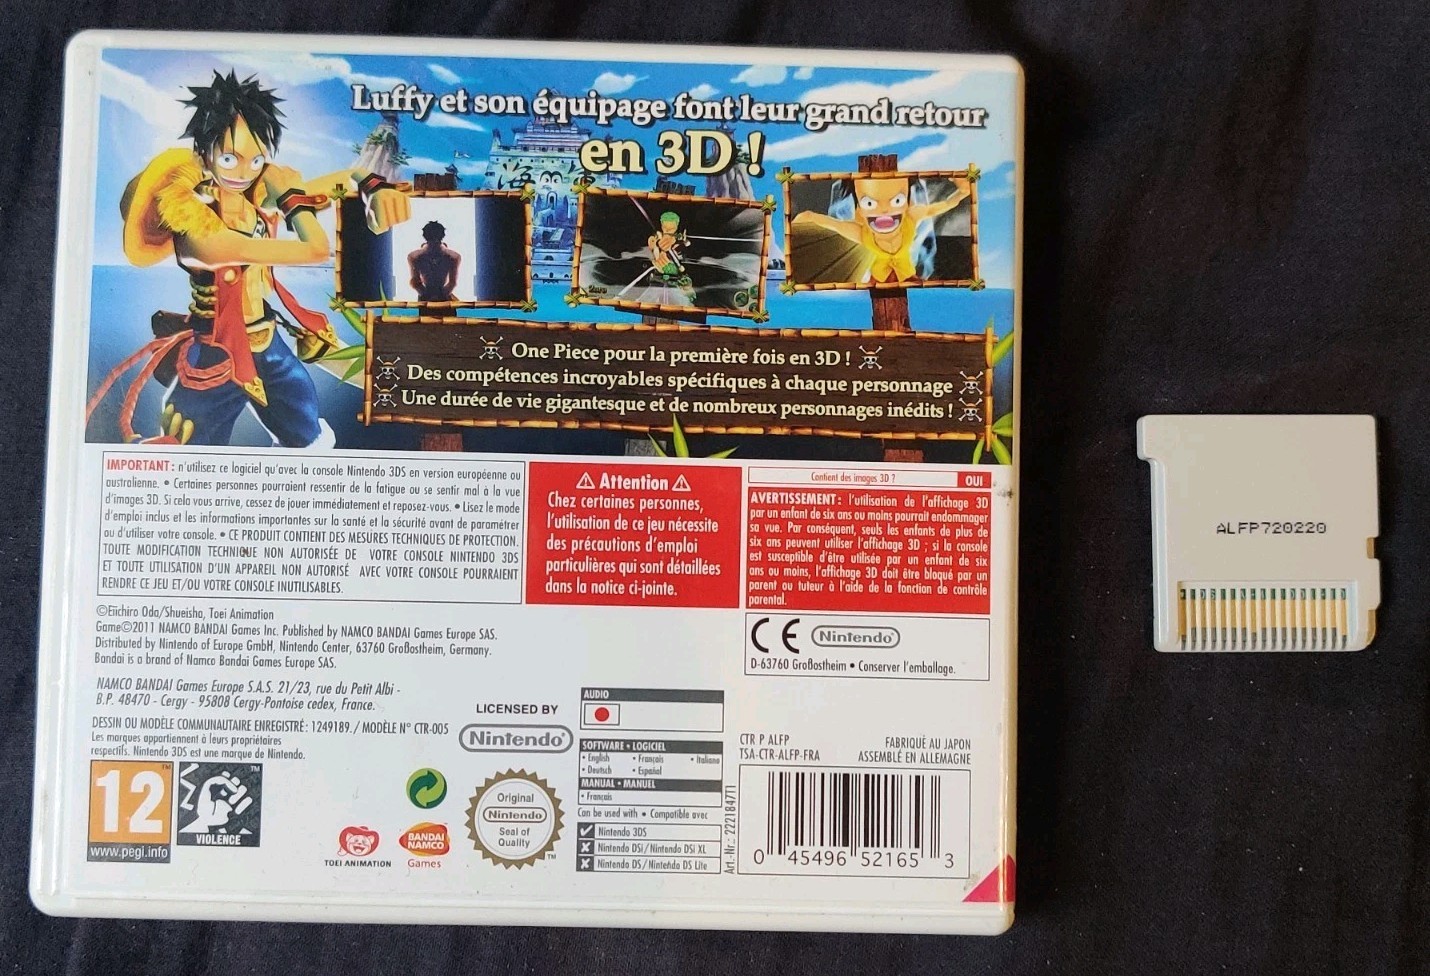 Luffy et son équipage font leur grand retour
en 3D !
One Piece pour la première fois en 3D !
Des compétences incroyables spécifiques à chaque personnage
Une durée de vie gigantesque et de nombreux personnages inédits !
IMPORTANT : n'utilisez ce logiciel qu'avec la console Nintendo 3DS en version européenne ou
australienne. • Certaines personnes pourraient ressentir de la fatigue ou se sentir mal à la vue
d'images 3D. Si cela vous arrive, cessez de jouer immédiatement et reposez-vous. • Lisez le mode
d'emploi inclus et les informations importantes sur la santé et la sécurité avant de paramétrer
ou d'utiliser votre console. • CE PRODUIT CONTIENT DES MESURES TECHNIQUES DE PROTECTION.
TOUTE MODIFICATION TECHNIQUE NON AUTORISÉE DE VOTRE CONSOLE NINTENDO 3DS
ET TOUTE UTILISATION D'UN APPAREIL NON AUTORISÉ AVEC VOTRE CONSOLE POURRAIENT
RENDRE CE JEU ET/OU VOTRE CONSOLE INUTILISABLES.
⚠ Attention ⚠
Chez certaines personnes,
l'utilisation de ce jeu nécessite
des précautions d'emploi
particulières qui sont détaillées
dans la notice ci-jointe.
Contient des images 3D ? OUI
AVERTISSEMENT : l'utilisation de l'affichage 3D
par un enfant de six ans ou moins pourrait endommager
sa vue. Par conséquent, seuls les enfants de plus de
six ans peuvent utiliser l'affichage 3D ; si la console
est susceptible d'être utilisée par un enfant de six
ans ou moins, l'affichage 3D doit être bloqué par un
parent ou tuteur à l'aide de la fonction de contrôle
parental.
©Eiichiro Oda/Shueisha, Toei Animation
Game©2011 NAMCO BANDAI Games Inc. Published by NAMCO BANDAI Games Europe SAS.
Distributed by Nintendo of Europe GmbH, Nintendo Center, 63760 Großostheim, Germany.
Bandai is a brand of Namco Bandai Games Europe SAS.
CE Nintendo
D-63760 Großostheim • Conserver l'emballage.
NAMCO BANDAI Games Europe S.A.S. 21/23, rue du Petit Albi -
B.P. 48470 - Cergy - 95808 Cergy-Pontoise cedex, France.
DESSIN OU MODÈLE COMMUNAUTAIRE ENREGISTRÉ : 1249189. / MODÈLE N° CTR-005
Les marques appartiennent à leurs propriétaires
respectifs. Nintendo 3DS est une marque de Nintendo.
LICENSED BY
Nintendo®
AUDIO
SOFTWARE • LOGICIEL
• English • Français • Italiano
• Deutsch • Español
MANUAL • MANUEL
• Français
Can be used with • Compatible avec
Nintendo 3DS
Nintendo DSi / Nintendo DSi XL
Nintendo DS / Nintendo DS Lite
Art.-Nr.: 2221847T1
CTR P ALFP
TSA-CTR-ALFP-FRA
FABRIQUÉ AU JAPON
ASSEMBLÉ EN ALLEMAGNE
0 45496 52165 3
12
www.pegi.info
VIOLENCE
TM
TOEI ANIMATION
BANDAI
NAMCO
Games
Original
Nintendo
Seal of
Quality
TM
ALFP720220